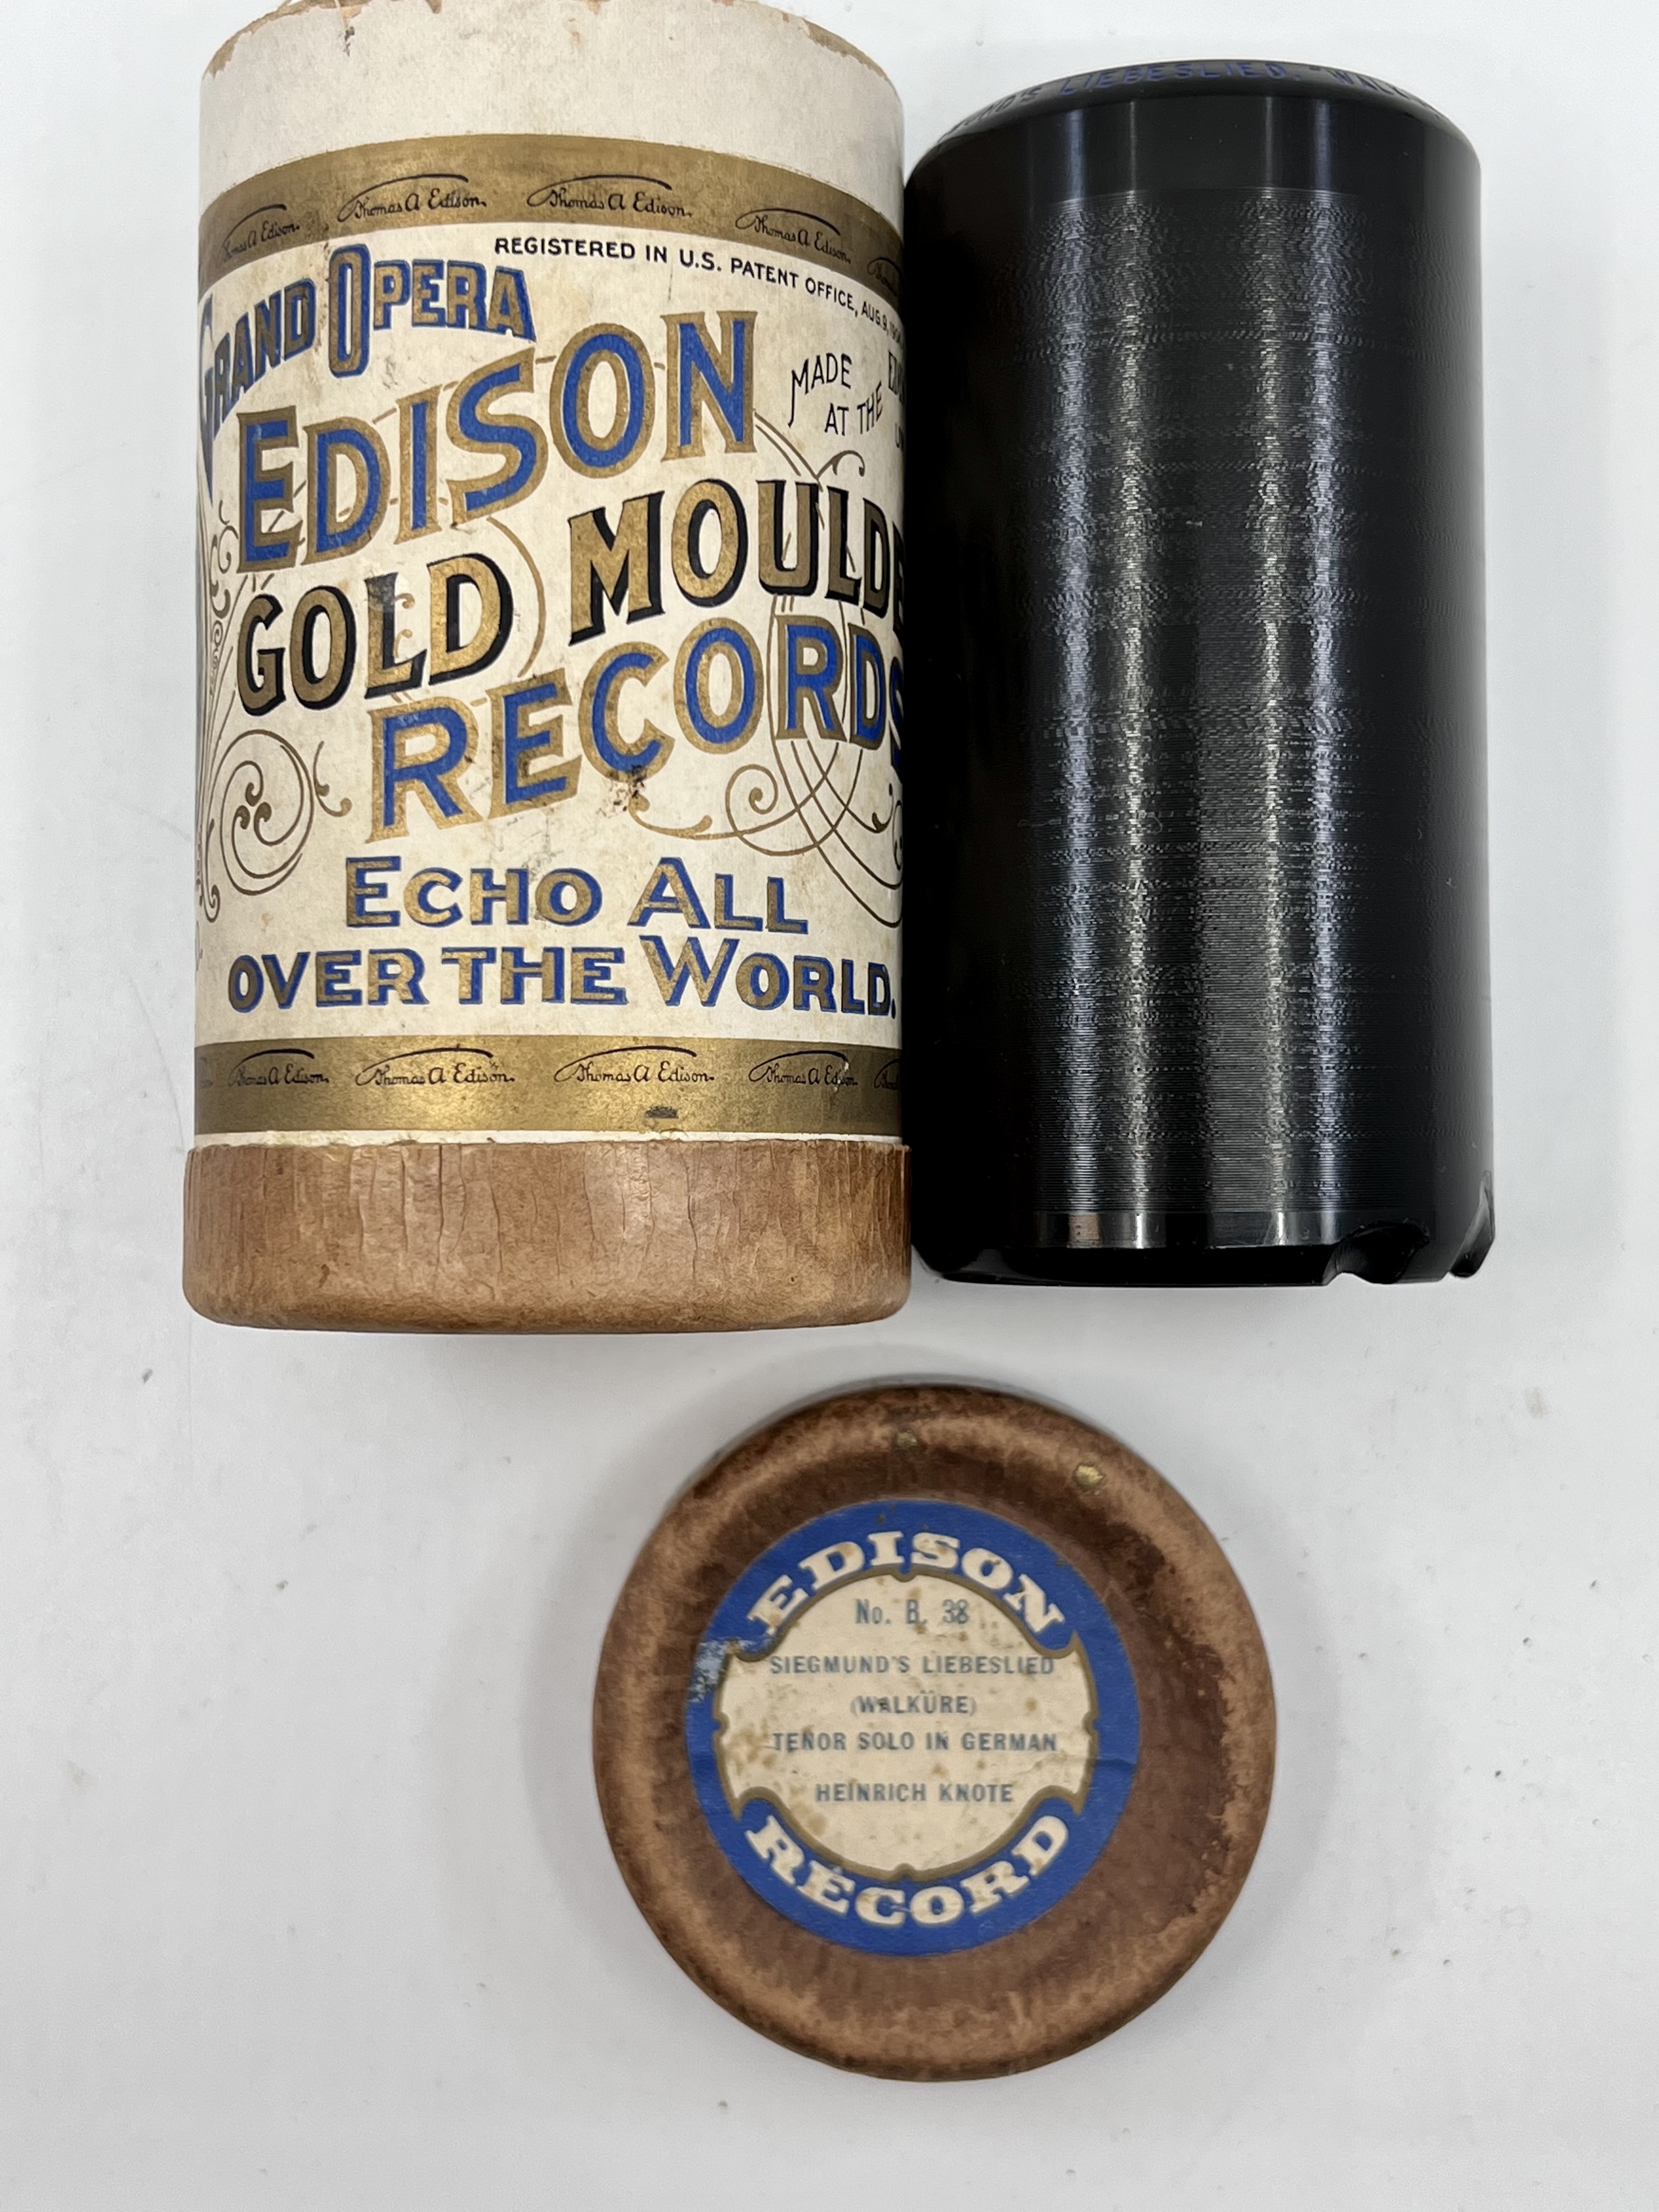 Thomas A Edison. Thomas A Edison. Thomas A Edison. Thomas A Edison.
REGISTERED IN U.S. PATENT OFFICE, AUG. 9,
GRAND OPERA
EDISON
MADE
AT THE
GOLD MOULDE
RECORDS
ECHO ALL
OVER THE WORLD.
Thomas A Edison. Thomas A Edison. Thomas A Edison. Thomas A Edison.
LIEBESLIED.
EDISON
No. B. 38
SIEGMUND'S LIEBESLIED
(WALKÜRE)
TENOR SOLO IN GERMAN
HEINRICH KNOTE
RECORD